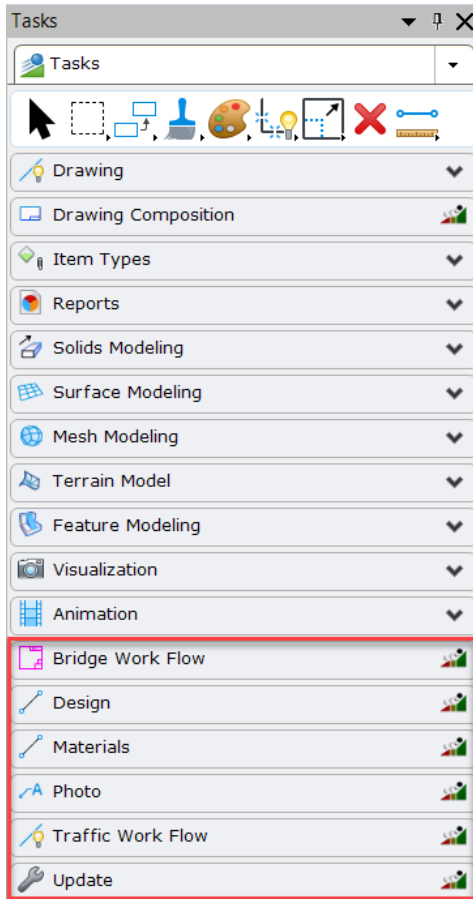 Tasks
Tasks
Drawing
Drawing Composition
Item Types
Reports
Solids Modeling
Surface Modeling
Mesh Modeling
Terrain Model
Feature Modeling
Visualization
Animation
Bridge Work Flow
Design
Materials
Photo
Traffic Work Flow
Update